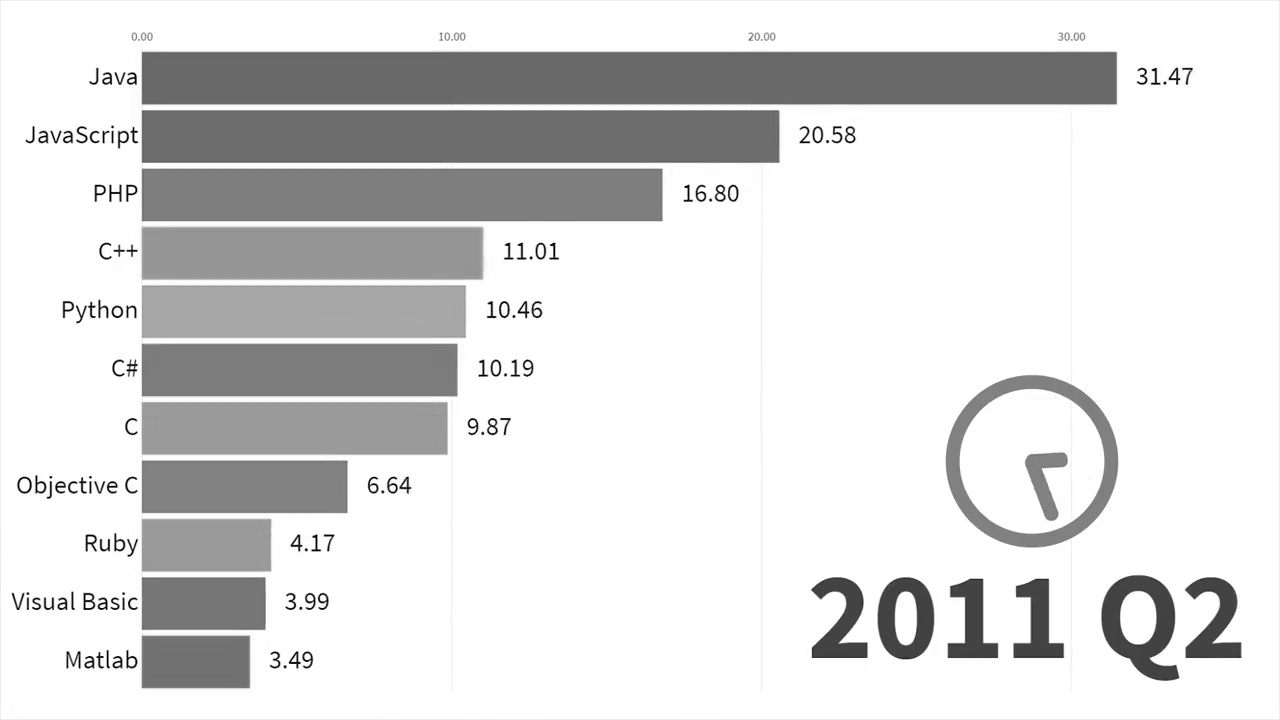 0.00 10.00 20.00 30.00
Java 31.47
JavaScript 20.58
PHP 16.80
C++ 11.01
Python 10.46
C# 10.19
C 9.87
Objective C 6.64
Ruby 4.17
Visual Basic 3.99
Matlab 3.49
2011 Q2